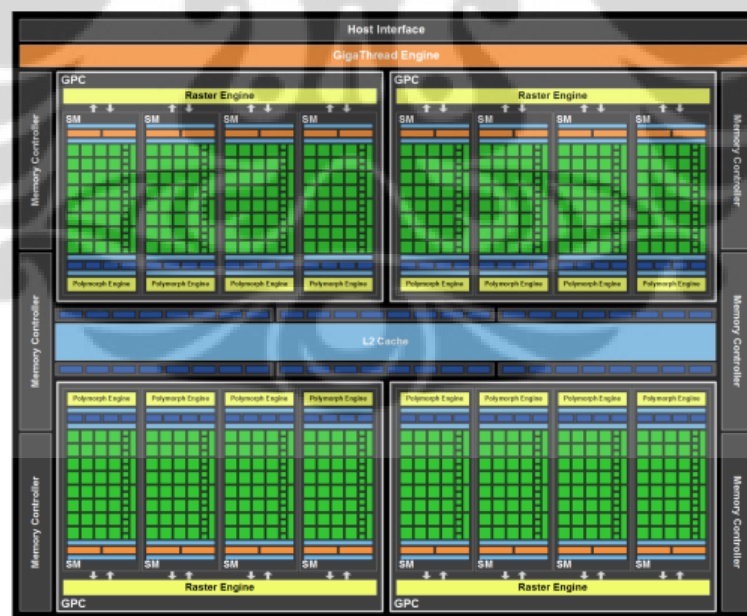 Host Interface
GigaThread Engine
GPC
GPC
Raster Engine
Raster Engine
SM SM SM SM SM SM SM SM
Memory Controller
Memory Controller
Polymorph Engine Polymorph Engine Polymorph Engine Polymorph Engine Polymorph Engine Polymorph Engine Polymorph Engine Polymorph Engine
Memory Controller
L2 Cache
Memory Controller
Polymorph Engine Polymorph Engine Polymorph Engine Polymorph Engine Polymorph Engine Polymorph Engine Polymorph Engine Polymorph Engine
Memory Controller
Memory Controller
SM SM SM SM SM SM SM SM
Raster Engine
Raster Engine
GPC
GPC